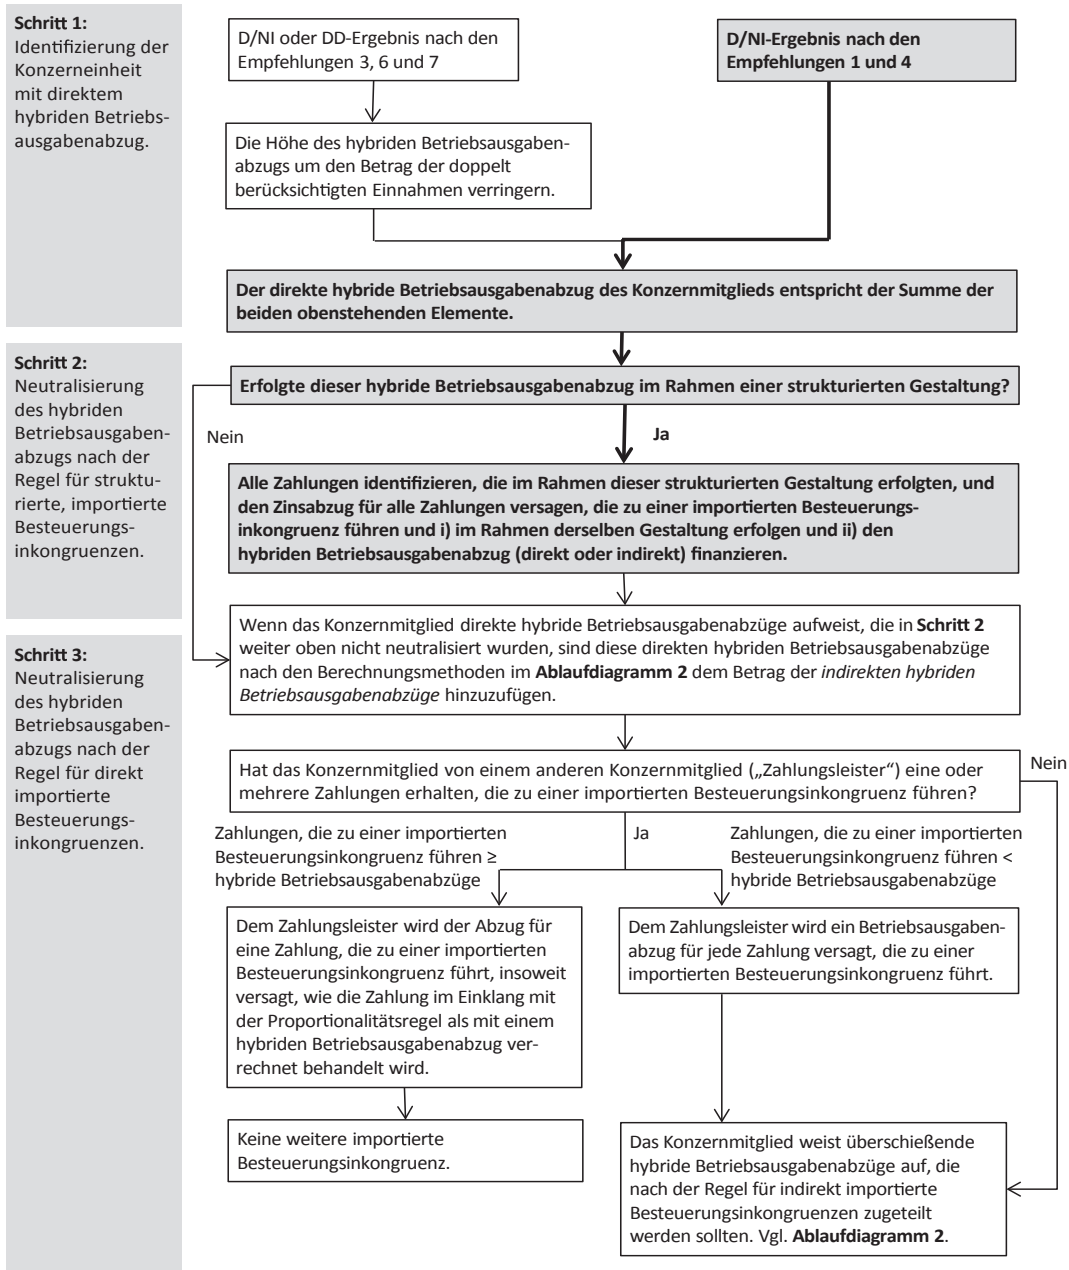 Schritt 1:
Identifizierung der
Konzerneinheit
mit direktem
hybriden Betriebs-
ausgabenabzug.
D/NI oder DD-Ergebnis nach den
Empfehlungen 3, 6 und 7
D/NI-Ergebnis nach den
Empfehlungen 1 und 4
Die Höhe des hybriden Betriebsausgaben-
abzugs um den Betrag der doppelt
berücksichtigten Einnahmen verringern.
Der direkte hybride Betriebsausgabenabzug des Konzernmitglieds entspricht der Summe der
beiden obenstehenden Elemente.
Schritt 2:
Neutralisierung
des hybriden
Betriebsausgaben-
abzugs nach der
Regel für struktu-
rierte, importierte
Besteuerungs-
inkongruenzen.
Erfolgte dieser hybride Betriebsausgabenabzug im Rahmen einer strukturierten Gestaltung?
Nein
Ja
Alle Zahlungen identifizieren, die im Rahmen dieser strukturierten Gestaltung erfolgten, und
den Zinsabzug für alle Zahlungen versagen, die zu einer importierten Besteuerungs-
inkongruenz führen und i) im Rahmen derselben Gestaltung erfolgen und ii) den
hybriden Betriebsausgabenabzug (direkt oder indirekt) finanzieren.
Wenn das Konzernmitglied direkte hybride Betriebsausgabenabzüge aufweist, die in Schritt 2
weiter oben nicht neutralisiert wurden, sind diese direkten hybriden Betriebsausgabenabzüge
nach den Berechnungsmethoden im Ablaufdiagramm 2 dem Betrag der indirekten hybriden
Betriebsausgabenabzüge hinzuzufügen.
Schritt 3:
Neutralisierung
des hybriden
Betriebsausgaben-
abzugs nach der
Regel für direkt
importierte
Besteuerungs-
inkongruenzen.
Hat das Konzernmitglied von einem anderen Konzernmitglied („Zahlungsleister“) eine oder
mehrere Zahlungen erhalten, die zu einer importierten Besteuerungsinkongruenz führen?
Nein
Zahlungen, die zu einer importierten
Besteuerungsinkongruenz führen ≥
hybride Betriebsausgabenabzüge
Ja
Zahlungen, die zu einer importierten
Besteuerungsinkongruenz führen <
hybride Betriebsausgabenabzüge
Dem Zahlungsleister wird der Abzug für
eine Zahlung, die zu einer importierten
Besteuerungsinkongruenz führt, insoweit
versagt, wie die Zahlung im Einklang mit
der Proportionalitätsregel als mit einem
hybriden Betriebsausgabenabzug ver-
rechnet behandelt wird.
Dem Zahlungsleister wird ein Betriebsausgaben-
abzug für jede Zahlung versagt, die zu einer
importierten Besteuerungsinkongruenz führt.
Keine weitere importierte
Besteuerungsinkongruenz.
Das Konzernmitglied weist überschießende
hybride Betriebsausgabenabzüge auf, die
nach der Regel für indirekt importierte
Besteuerungsinkongruenzen zugeteilt
werden sollten. Vgl. Ablaufdiagramm 2.